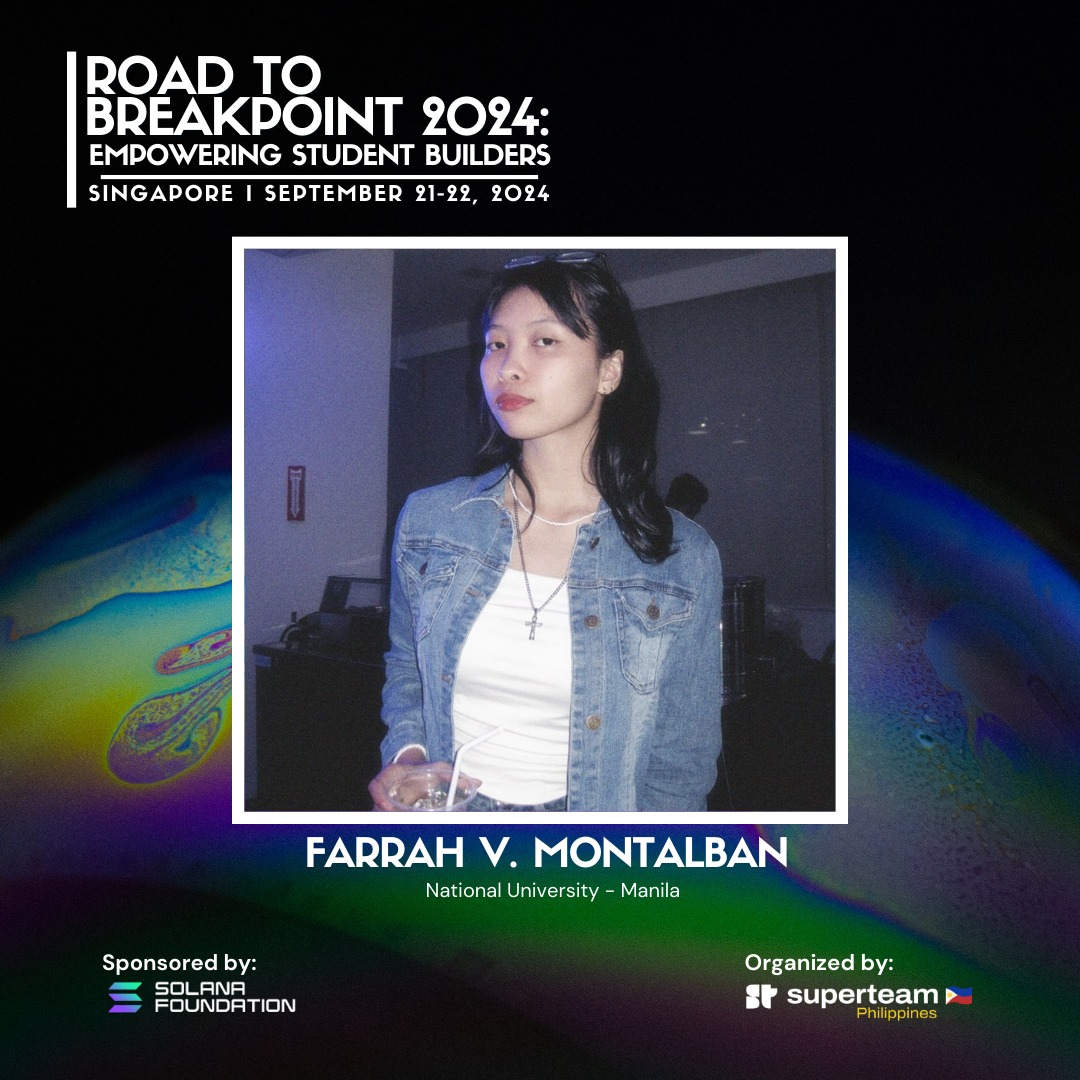 ROAD TO
BREAKPOINT 2024:
EMPOWERING STUDENT BUILDERS
SINGAPORE I SEPTEMBER 21-22, 2024
FARRAH V. MONTALBAN
National University - Manila
Sponsored by:
SOLANA
FOUNDATION
Organized by:
st superteam
Philippines